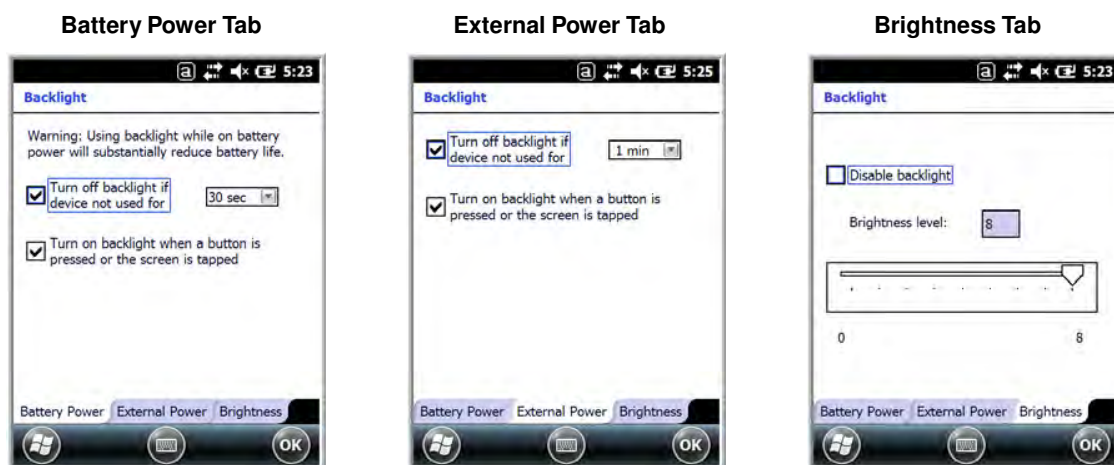 Battery Power Tab
a 5:23
Backlight
Warning: Using backlight while on battery
power will substantially reduce battery life.
Turn off backlight if
device not used for
30 sec
Turn on backlight when a button is
pressed or the screen is tapped
Battery Power External Power Brightness
OK
External Power Tab
a 5:25
Backlight
Turn off backlight if
device not used for
1 min
Turn on backlight when a button is
pressed or the screen is tapped
Battery Power External Power Brightness
OK
Brightness Tab
a 5:23
Backlight
Disable backlight
Brightness level: 8
0 8
Battery Power External Power Brightness
OK